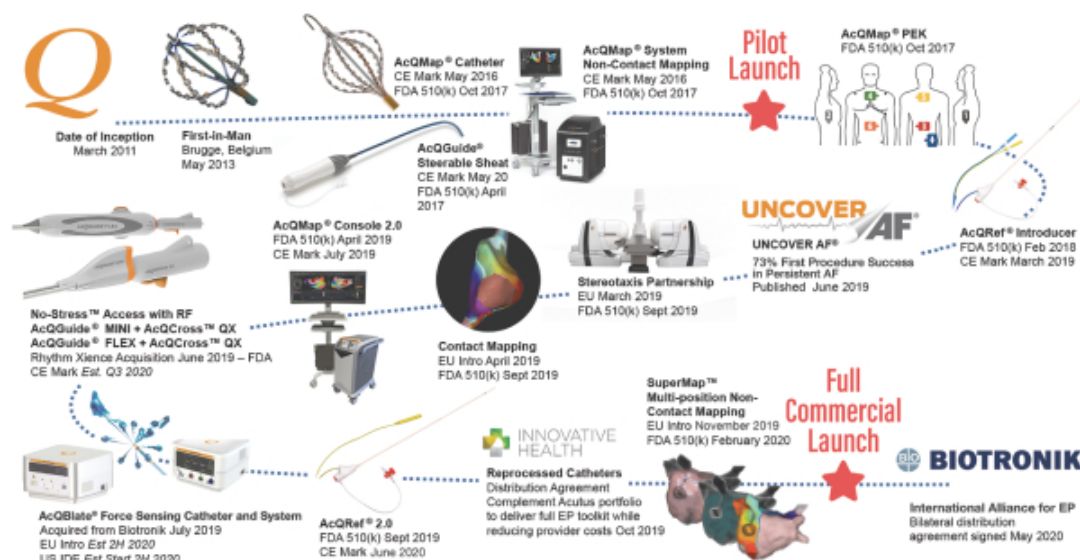 Q
Date of Inception
March 2011
First-in-Man
Brugge, Belgium
May 2013
AcQMap® Catheter
CE Mark May 2016
FDA 510(k) Oct 2017
AcQGuide®
Steerable Sheat
CE Mark May 20
FDA 510(k) April
2017
AcQMap® System
Non-Contact Mapping
CE Mark May 2016
FDA 510(k) Oct 2017
Pilot
Launch
AcQMap® PEK
FDA 510(k) Oct 2017
AcQRef® Introducer
FDA 510(k) Feb 2018
CE Mark March 2019
UNCOVER AF®
UNCOVER AF®
73% First Procedure Success
in Persistent AF
Published June 2019
Stereotaxis Partnership
EU March 2019
FDA 510(k) Sept 2019
Contact Mapping
EU Intro April 2019
FDA 510(k) Sept 2019
AcQMap® Console 2.0
FDA 510(k) April 2019
CE Mark July 2019
No-Stress™ Access with RF
AcQGuide® MINI + AcQCross™ QX
AcQGuide® FLEX + AcQCross™ QX
Rhythm Xience Acquisition June 2019 – FDA
CE Mark Est. Q3 2020
AcQBlate® Force Sensing Catheter and System
Acquired from Biotronik July 2019
EU Intro Est 2H 2020
US IDE Est Start 2H 2020
AcQRef® 2.0
FDA 510(k) Sept 2019
CE Mark June 2020
INNOVATIVE
HEALTH
Reprocessed Catheters
Distribution Agreement
Complement Acutus portfolio
to deliver full EP toolkit while
reducing provider costs Oct 2019
SuperMap™
Multi-position Non-
Contact Mapping
EU Intro November 2019
FDA 510(k) February 2020
Full
Commercial
Launch
BIO
BIOTRONIK
International Alliance for EP
Bilateral distribution
agreement signed May 2020